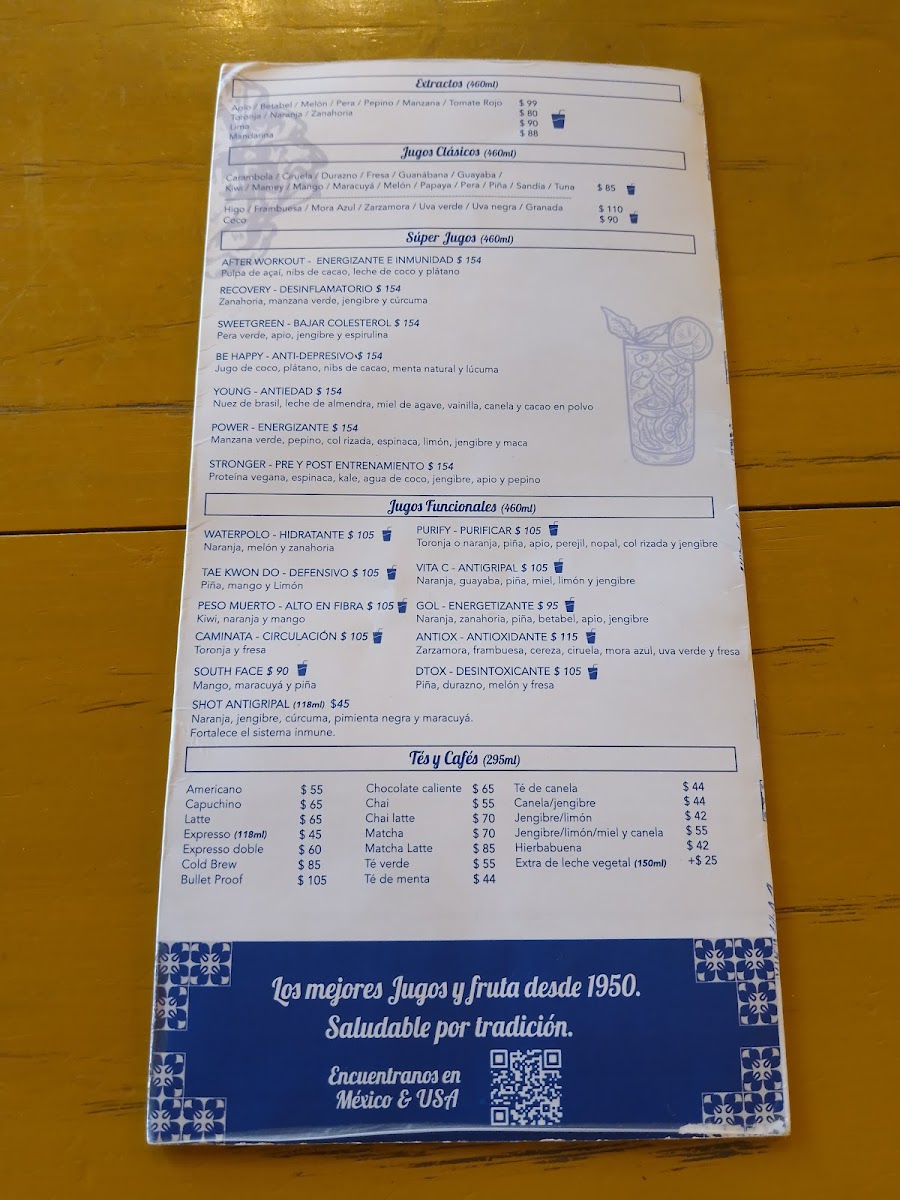 Extractos (460ml)
Apio / Betabel / Melón / Pera / Pepino / Manzana / Tomate Rojo $ 99
Toronja / Naranja / Zanahoria $ 80
Lima $ 90
Mandarina $ 88
Jugos Clásicos (460ml)
Carambola / Ciruela / Durazno / Fresa / Guanábana / Guayaba /
Kiwi / Mamey / Mango / Maracuyá / Melón / Papaya / Pera / Piña / Sandía / Tuna $ 85
Higo / Frambuesa / Mora Azul / Zarzamora / Uva verde / Uva negra / Granada $ 110
Coco $ 90
Súper Jugos (460ml)
AFTER WORKOUT - ENERGIZANTE E INMUNIDAD $ 154
Pulpa de açaí, nibs de cacao, leche de coco y plátano
RECOVERY - DESINFLAMATORIO $ 154
Zanahoria, manzana verde, jengibre y cúrcuma
SWEETGREEN - BAJAR COLESTEROL $ 154
Pera verde, apio, jengibre y espirulina
BE HAPPY - ANTI-DEPRESIVO $ 154
Jugo de coco, plátano, nibs de cacao, menta natural y lúcuma
YOUNG - ANTIEDAD $ 154
Nuez de brasil, leche de almendra, miel de agave, vainilla, canela y cacao en polvo
POWER - ENERGIZANTE $ 154
Manzana verde, pepino, col rizada, espinaca, limón, jengibre y maca
STRONGER - PRE Y POST ENTRENAMIENTO $ 154
Proteína vegana, espinaca, kale, agua de coco, jengibre, apio y pepino
Jugos Funcionales (460ml)
WATERPOLO - HIDRATANTE $ 105
Naranja, melón y zanahoria
TAE KWON DO - DEFENSIVO $ 105
Piña, mango y Limón
PESO MUERTO - ALTO EN FIBRA $ 105
Kiwi, naranja y mango
CAMINATA - CIRCULACIÓN $ 105
Toronja y fresa
SOUTH FACE $ 90
Mango, maracuyá y piña
SHOT ANTIGRIPAL (118ml) $45
Naranja, jengibre, cúrcuma, pimienta negra y maracuyá.
Fortalece el sistema inmune.
PURIFY - PURIFICAR $ 105
Toronja o naranja, piña, apio, perejil, nopal, col rizada y jengibre
VITA C - ANTIGRIPAL $ 105
Naranja, guayaba, piña, miel, limón y jengibre
GOL - ENERGETIZANTE $ 95
Naranja, zanahoria, piña, betabel, apio, jengibre
ANTIOX - ANTIOXIDANTE $ 115
Zarzamora, frambuesa, cereza, ciruela, mora azul, uva verde y fresa
DTOX - DESINTOXICANTE $ 105
Piña, durazno, melón y fresa
Tés y Cafés (295ml)
Americano $ 55
Capuchino $ 65
Latte $ 65
Expresso (118ml) $ 45
Expresso doble $ 60
Cold Brew $ 85
Bullet Proof $ 105
Chocolate caliente $ 65
Chai $ 55
Chai latte $ 70
Matcha $ 70
Matcha Latte $ 85
Té verde $ 55
Té de menta $ 44
Té de canela $ 44
Canela/jengibre $ 44
Jengibre/limón $ 42
Jengibre/limón/miel y canela $ 55
Hierbabuena $ 42
Extra de leche vegetal (150ml) +$ 25
Los mejores Jugos y fruta desde 1950.
Saludable por tradición.
Encuentranos en
México & USA